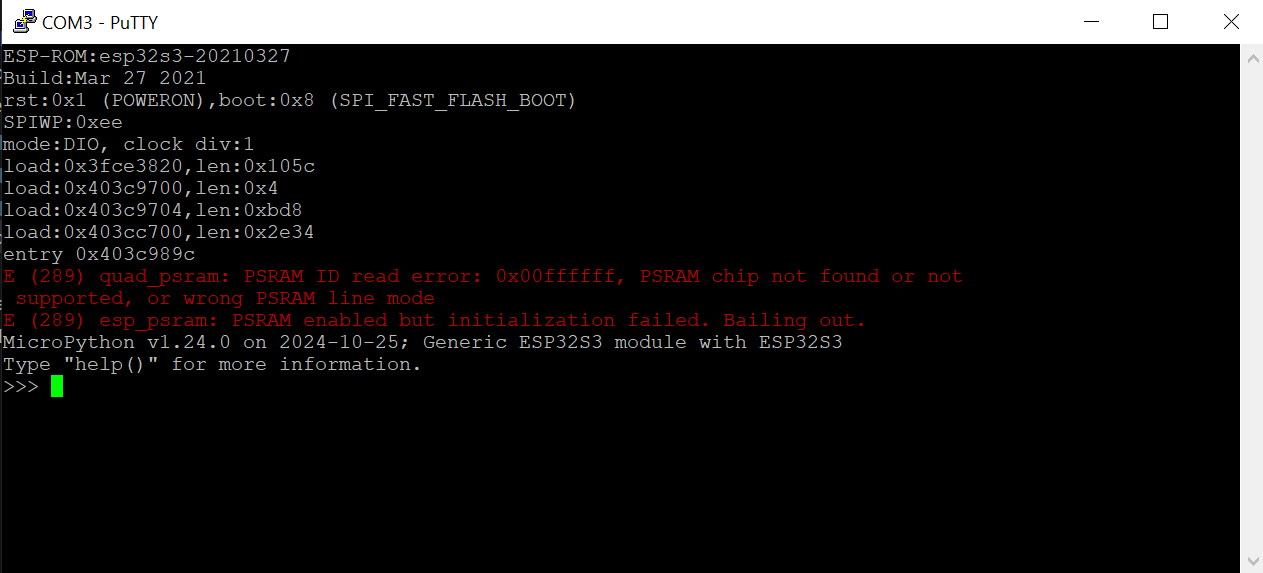 COM3 - PuTTY
ESP-ROM:esp32s3-20210327
Build:Mar 27 2021
rst:0x1 (POWERON),boot:0x8 (SPI_FAST_FLASH_BOOT)
SPIWP:0xee
mode:DIO, clock div:1
load:0x3fce3820,len:0x105c
load:0x403c9700,len:0x4
load:0x403c9704,len:0xbd8
load:0x403cc700,len:0x2e34
entry 0x403c989c
E (289) quad_psram: PSRAM ID read error: 0x00ffffff, PSRAM chip not found or not
 supported, or wrong PSRAM line mode
E (289) esp_psram: PSRAM enabled but initialization failed. Bailing out.
MicroPython v1.24.0 on 2024-10-25; Generic ESP32S3 module with ESP32S3
Type "help()" for more information.
>>>